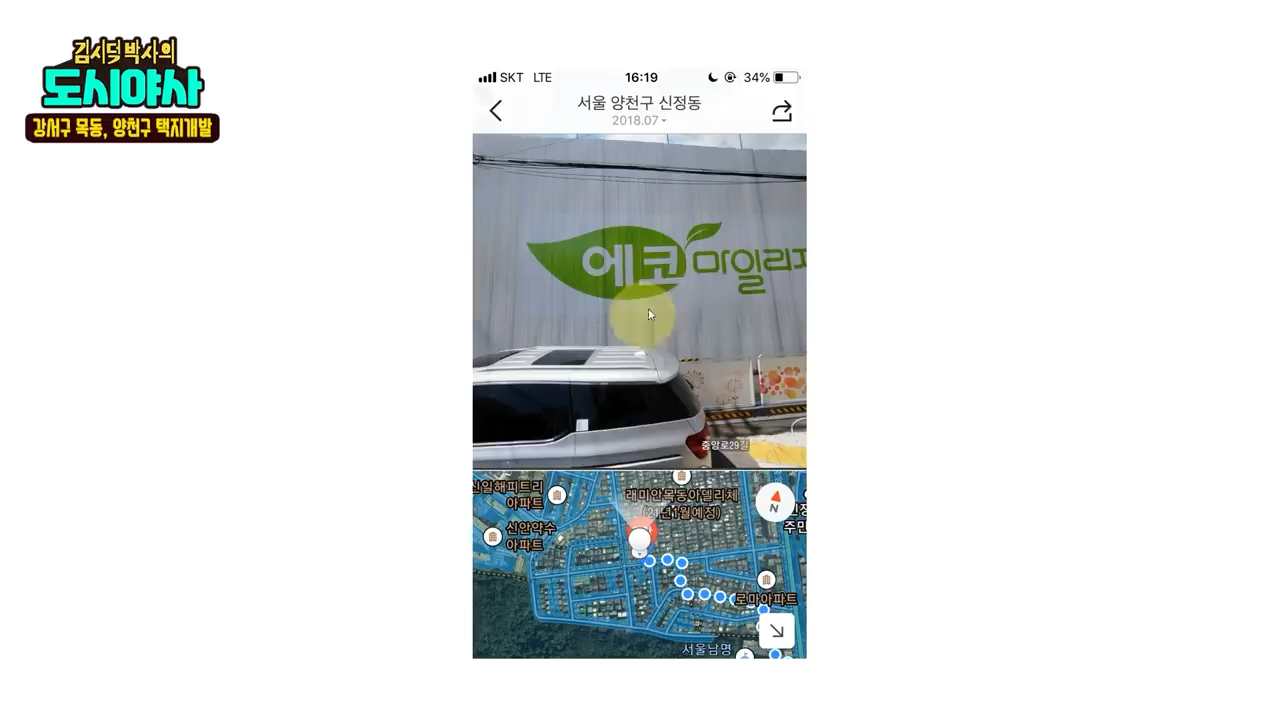 김시덕 박사의
도시야사
강서구 목동, 양천구 택지개발
SKT LTE
16:19
34%
서울 양천구 신정동
2018.07
에코
마일리지
중앙로29길
신일해피트리
아파트
래미안목동아델리체
(21년1월예정)
N
신정
주민
신안약수
아파트
로마아파트
서울남명